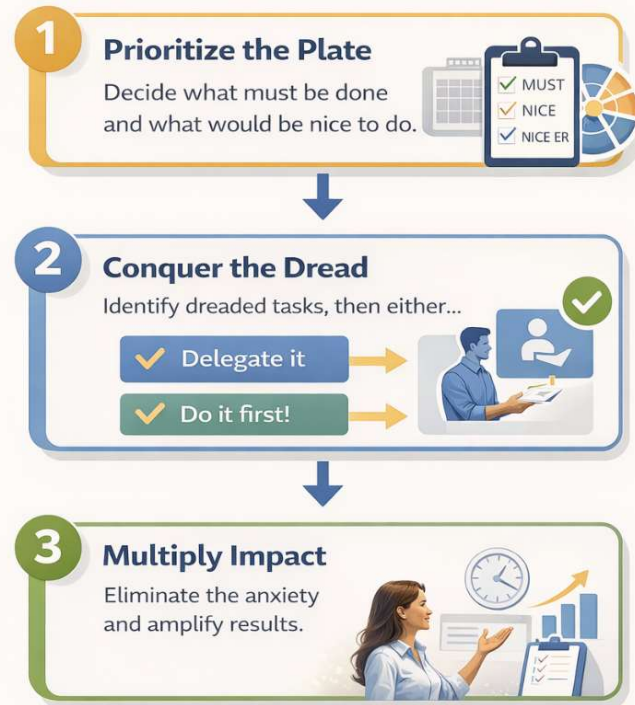 1
Prioritize the Plate
Decide what must be done
and what would be nice to do.
MUST
NICE
NICE ER
2
Conquer the Dread
Identify dreaded tasks, then either...
Delegate it
Do it first!
3
Multiply Impact
Eliminate the anxiety
and amplify results.